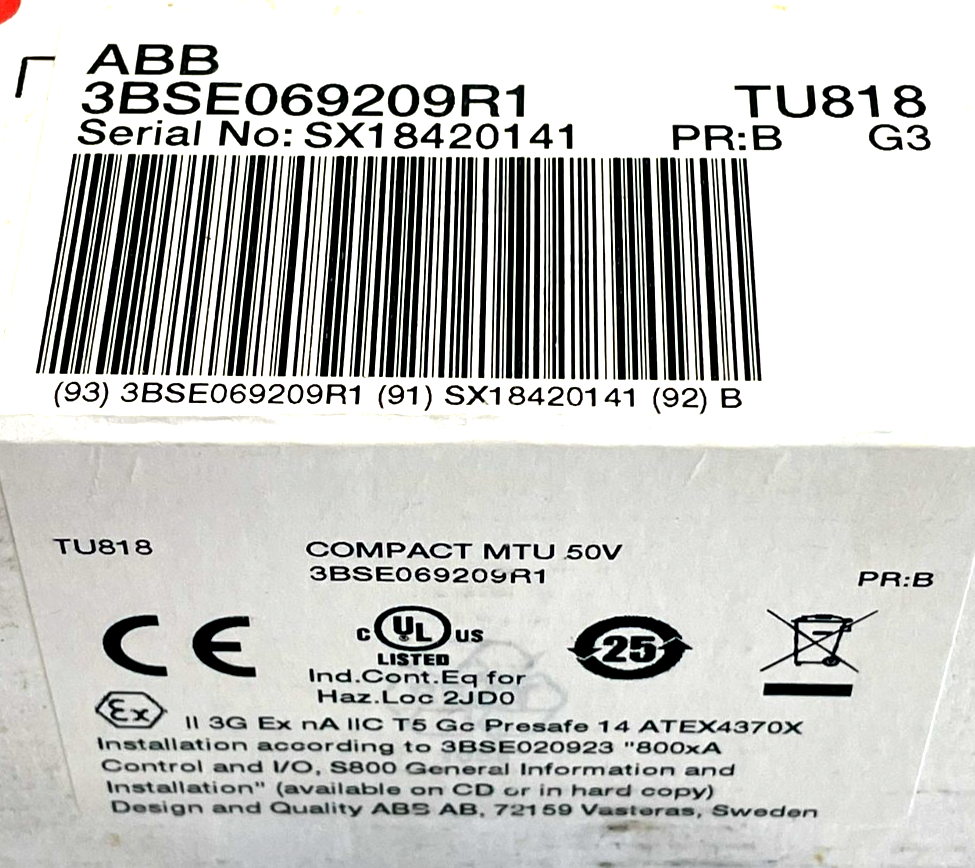 ABB
3BSE069209R1 TU818
Serial No: SX18420141 PR:B G3
(93) 3BSE069209R1 (91) SX18420141 (92) B
TU818 COMPACT MTU 50V
3BSE069209R1 PR:B
CE
C UL US
LISTED
25
Ind.Cont.Eq for
Haz.Loc 2JD0
Ex II 3G Ex nA IIC T5 Gc Presafe 14 ATEX4370X
Installation according to 3BSE020923 "800xA
Control and I/O, S800 General Information and
Installation" (available on CD or in hard copy)
Design and Quality ABS AB, 72159 Vasteras, Sweden